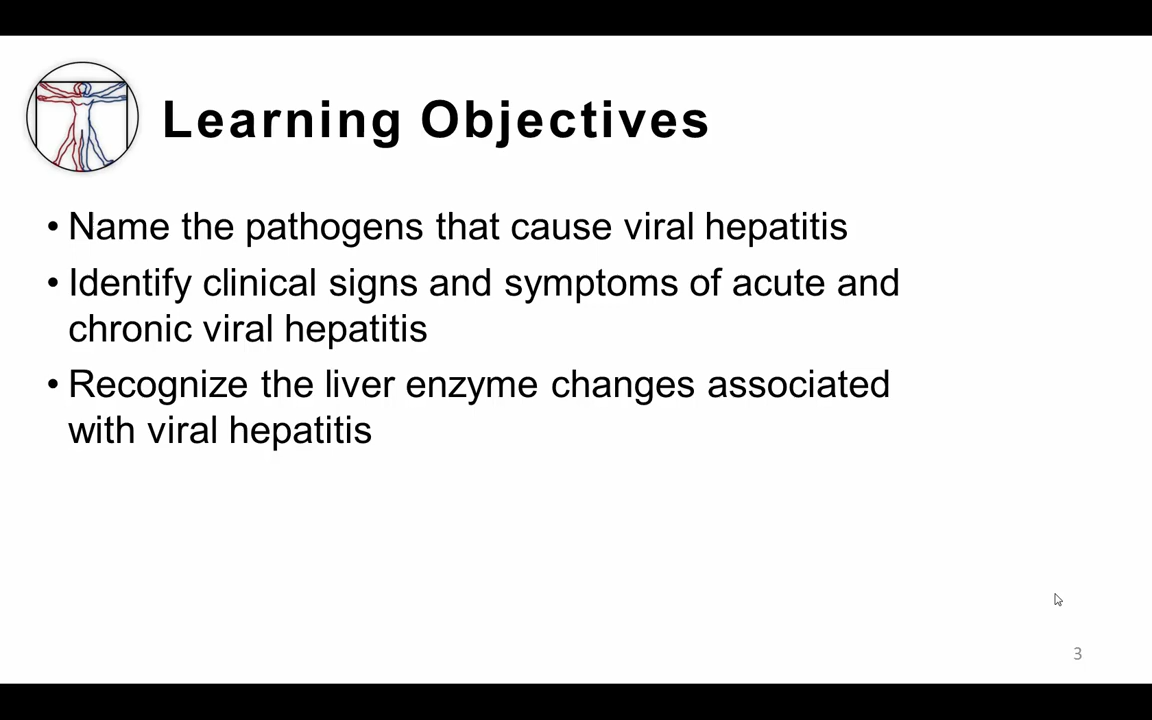 Learning Objectives
• Name the pathogens that cause viral hepatitis
• Identify clinical signs and symptoms of acute and
chronic viral hepatitis
• Recognize the liver enzyme changes associated
with viral hepatitis
3